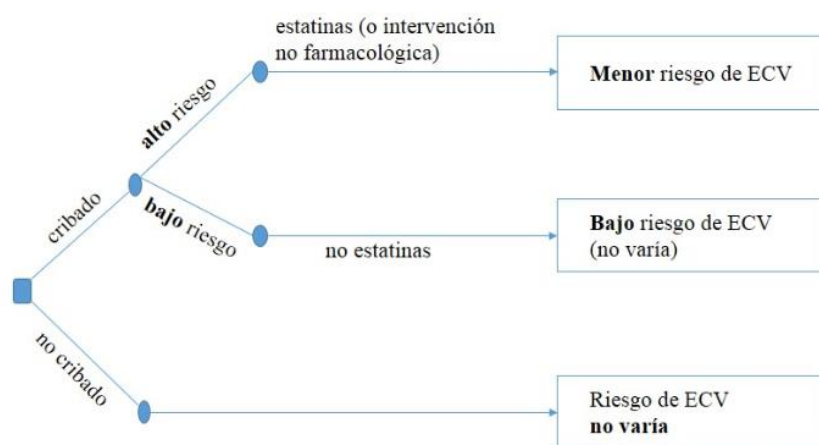 estatinas (o intervención
no farmacológica)
Menor riesgo de ECV
alto riesgo
cribado
bajo riesgo
no estatinas
Bajo riesgo de ECV
(no varía)
no cribado
Riesgo de ECV
no varía